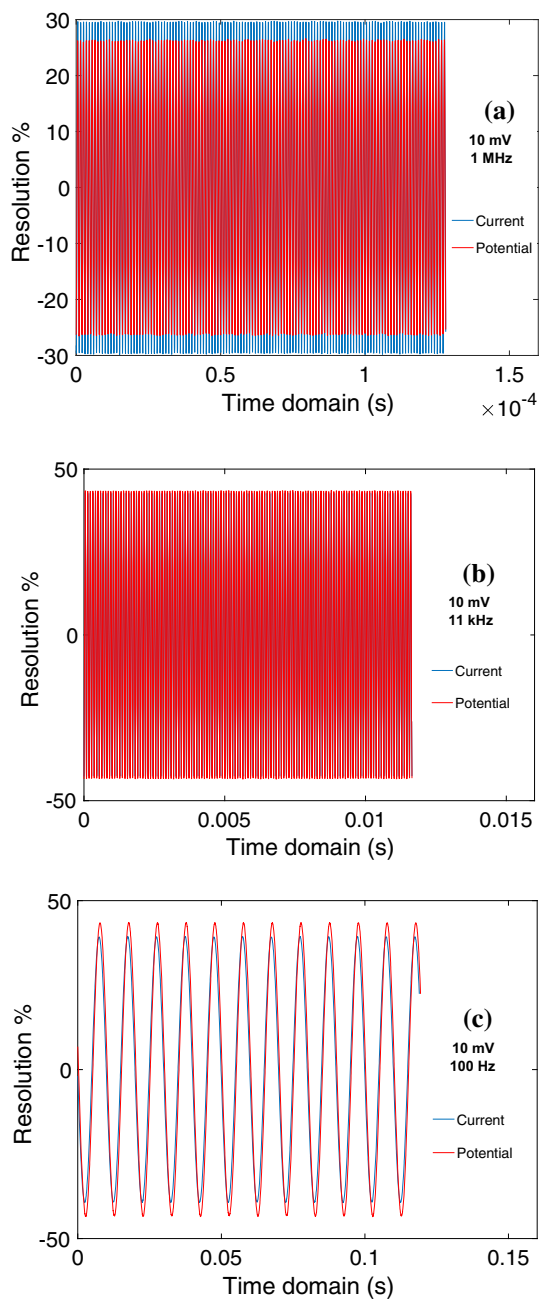 30
20
10
0
-10
-20
-30
Resolution %
(a)
10 mV
1 MHz
Current
Potential
0 0.5 1 1.5
Time domain (s)
×10-4
50
0
-50
Resolution %
(b)
10 mV
11 kHz
Current
Potential
0 0.005 0.01 0.015
Time domain (s)
50
0
-50
Resolution %
(c)
10 mV
100 Hz
Current
Potential
0 0.05 0.1 0.15
Time domain (s)